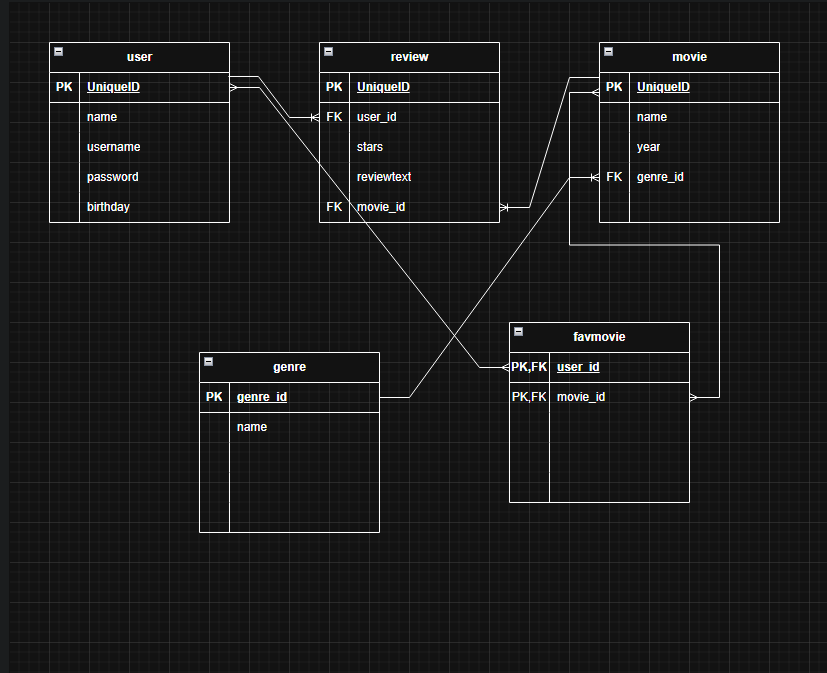 user
PK UniqueID
name
username
password
birthday
review
PK UniqueID
FK user_id
stars
reviewtext
FK movie_id
movie
PK UniqueID
name
year
FK genre_id
genre
PK genre_id
name
favmovie
PK,FK user_id
PK,FK movie_id